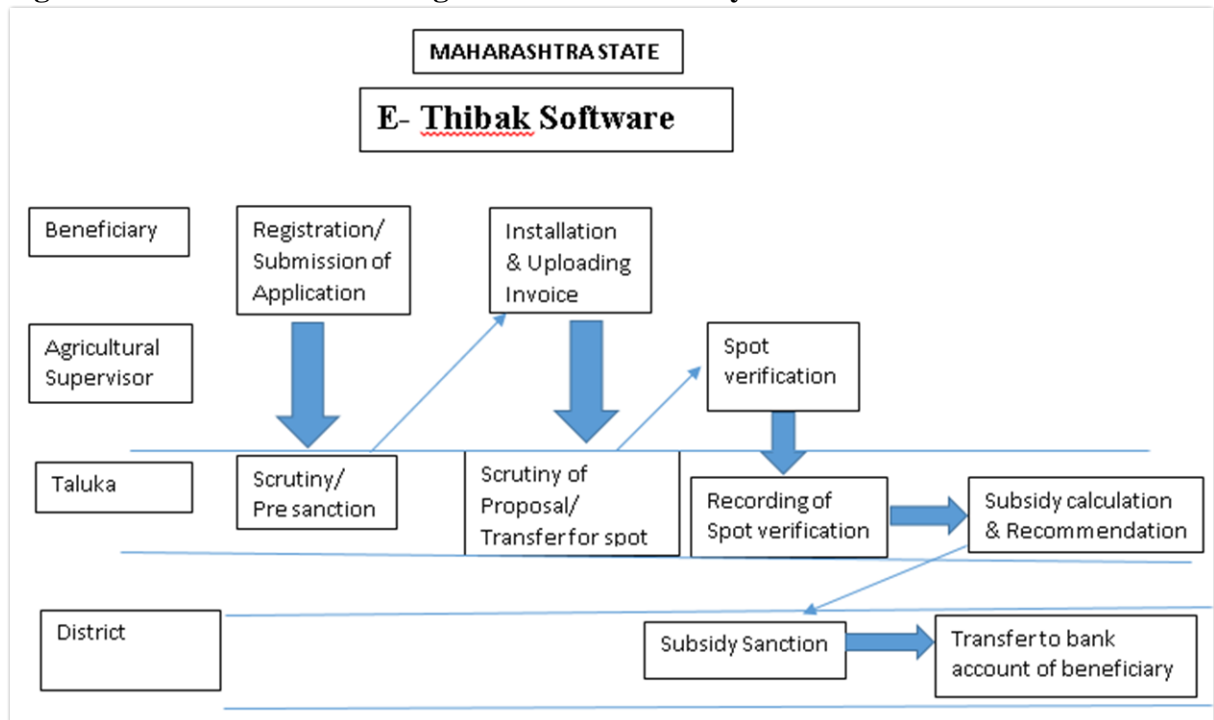 MAHARASHTRA STATE
E- Thibak Software
Beneficiary
Registration/
Submission of
Application
Installation
& Uploading
Invoice
Agricultural
Supervisor
Spot
verification
Taluka
Scrutiny/
Pre sanction
Scrutiny of
Proposal/
Transfer for spot
Recording of
Spot verification
Subsidy calculation
& Recommendation
District
Subsidy Sanction
Transfer to bank
account of beneficiary